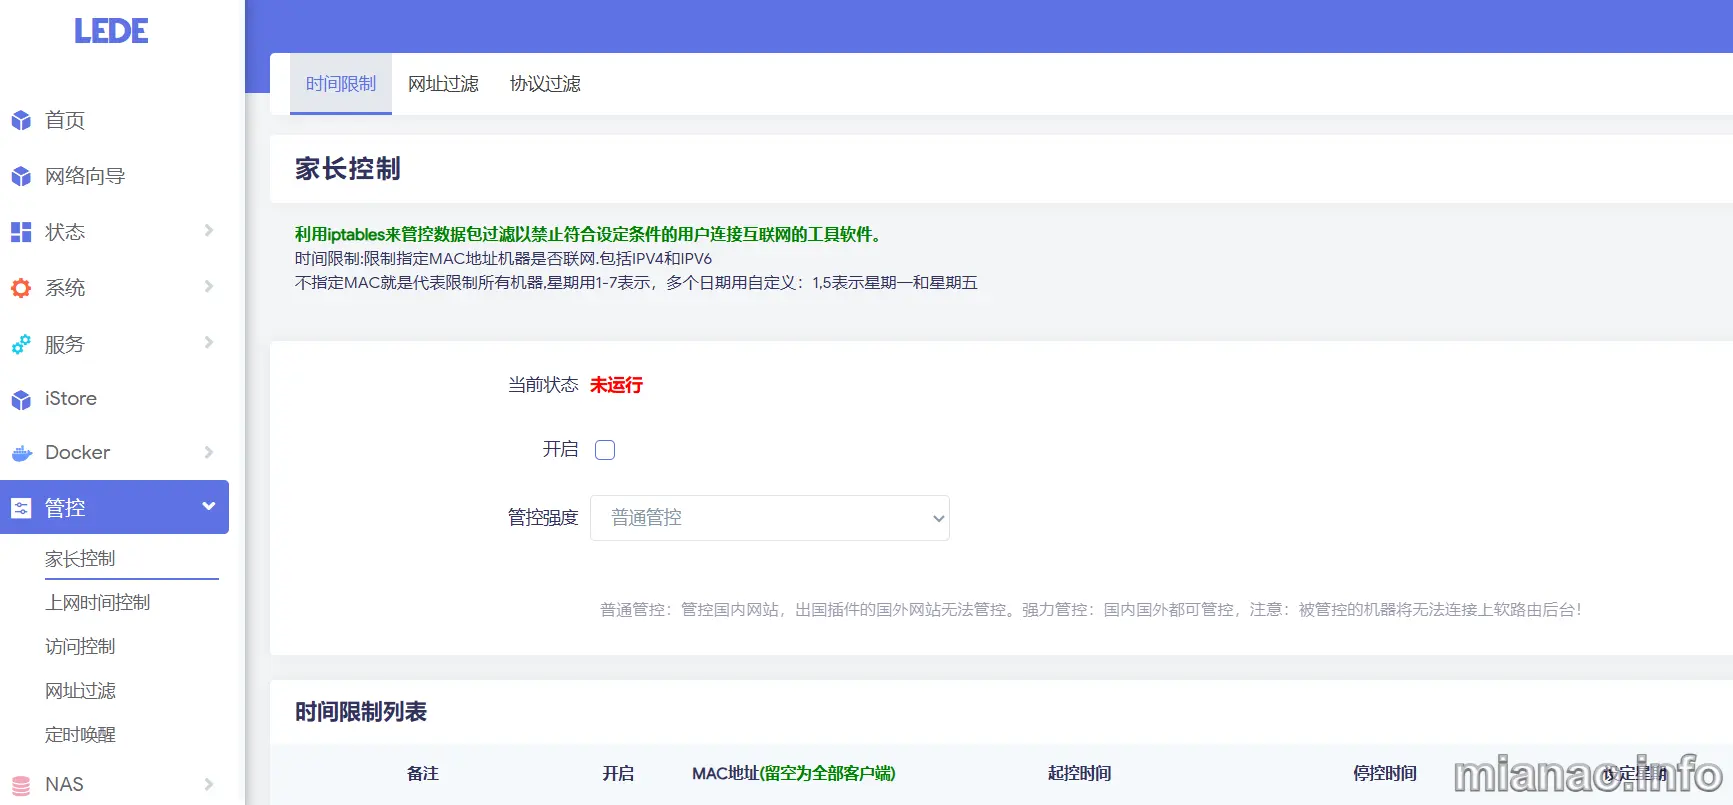 LEDE
首页
网络向导
状态
系统
服务
iStore
Docker
管控
家长控制
上网时间控制
访问控制
网址过滤
定时唤醒
NAS
时间限制 网址过滤 协议过滤
家长控制
利用iptables来管控数据包过滤以禁止符合设定条件的用户连接互联网的工具软件。
时间限制:限制指定MAC地址机器是否联网.包括IPV4和IPV6
不指定MAC就是代表限制所有机器,星期用1-7表示，多个日期用自定义：1,5表示星期一和星期五
当前状态 未运行
开启
管控强度 普通管控
普通管控：管控国内网站，出国插件的国外网站无法管控。强力管控：国内国外都可管控，注意：被管控的机器将无法连接上软路由后台！
时间限制列表
备注 开启 MAC地址(留空为全部客户端) 起控时间 停控时间 设定星期
mianao.info